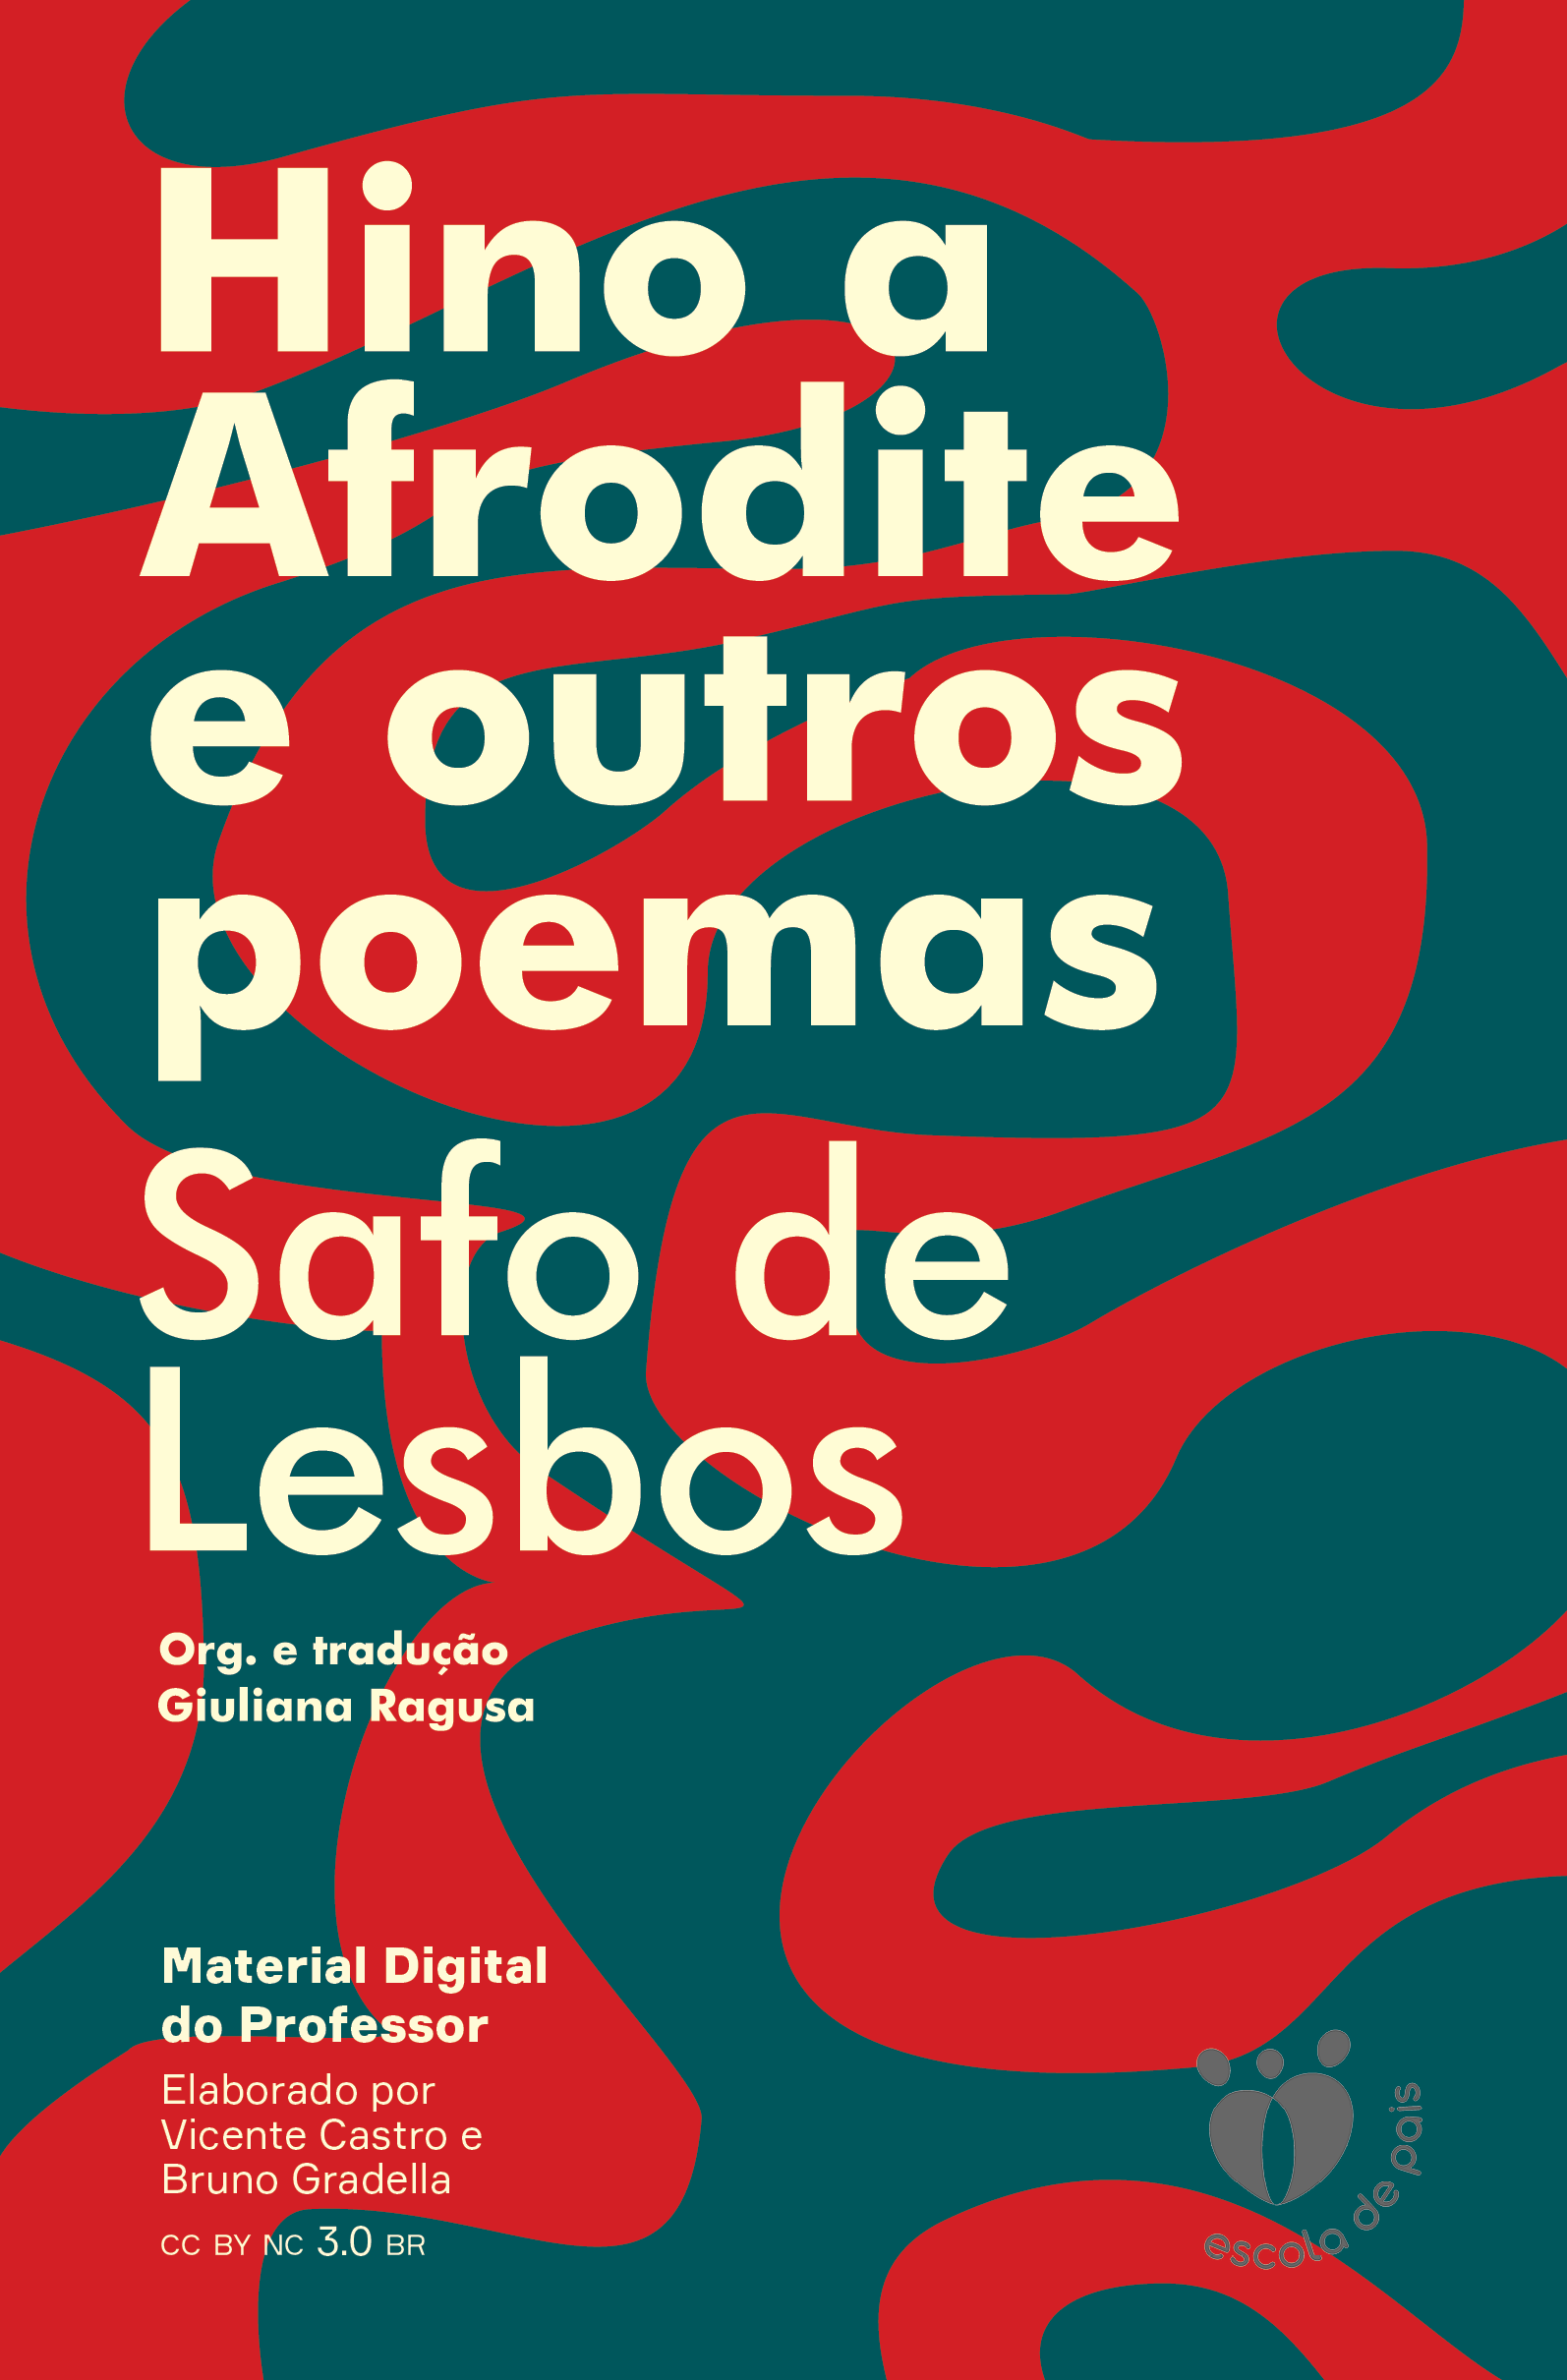 Hino a
Afrodite
e outros
poemas
Safo de
Lesbos
Org. e tradução
Giuliana Ragusa
Material Digital
do Professor
Elaborado por
Vicente Castro e
Bruno Gradella
CC BY NC 3.0 BR
escola de pais